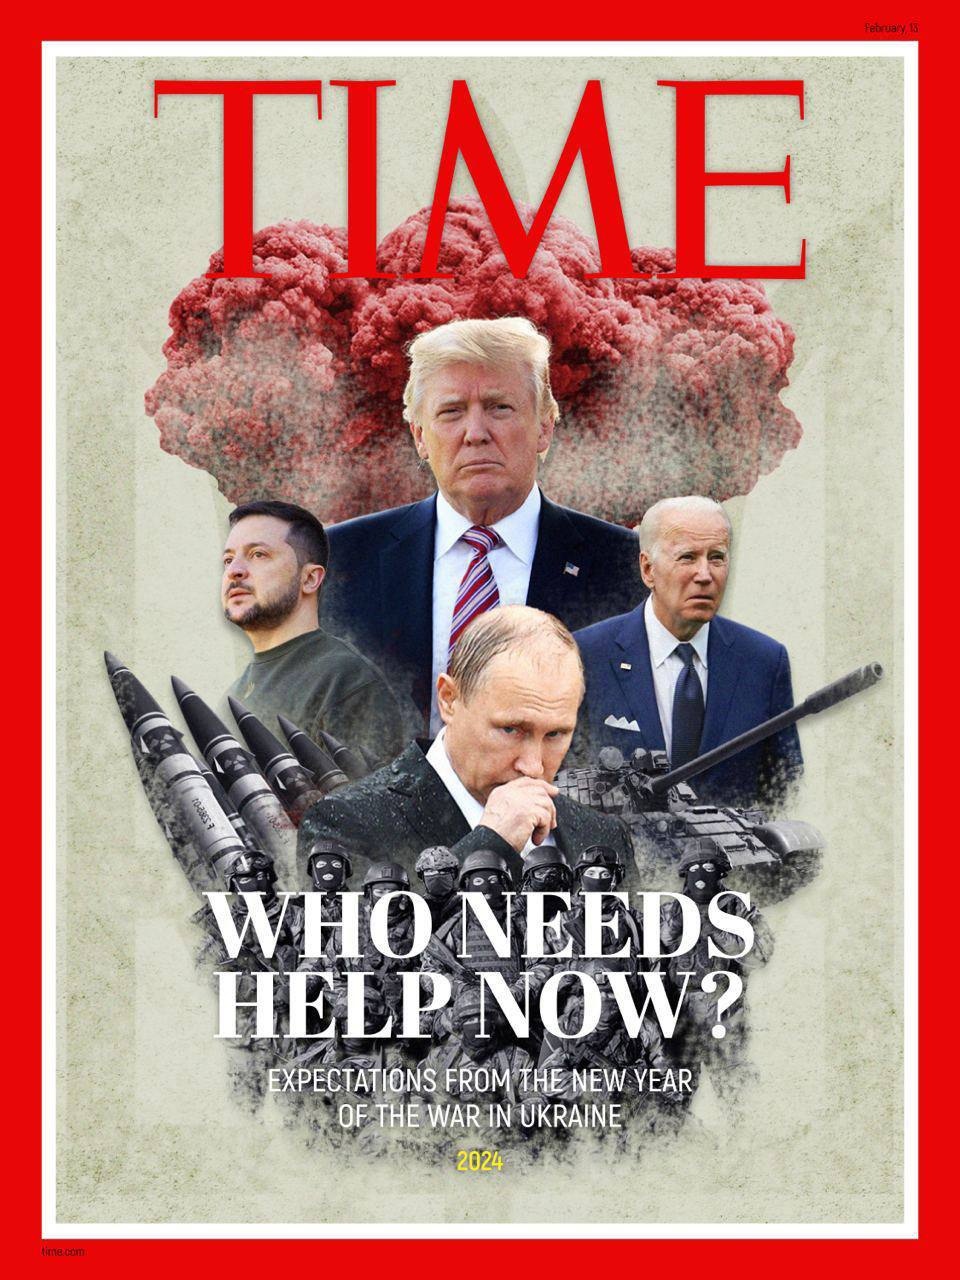 February, 13
TIME
WHO NEEDS
HELP NOW?
EXPECTATIONS FROM THE NEW YEAR
OF THE WAR IN UKRAINE
2024
time.com